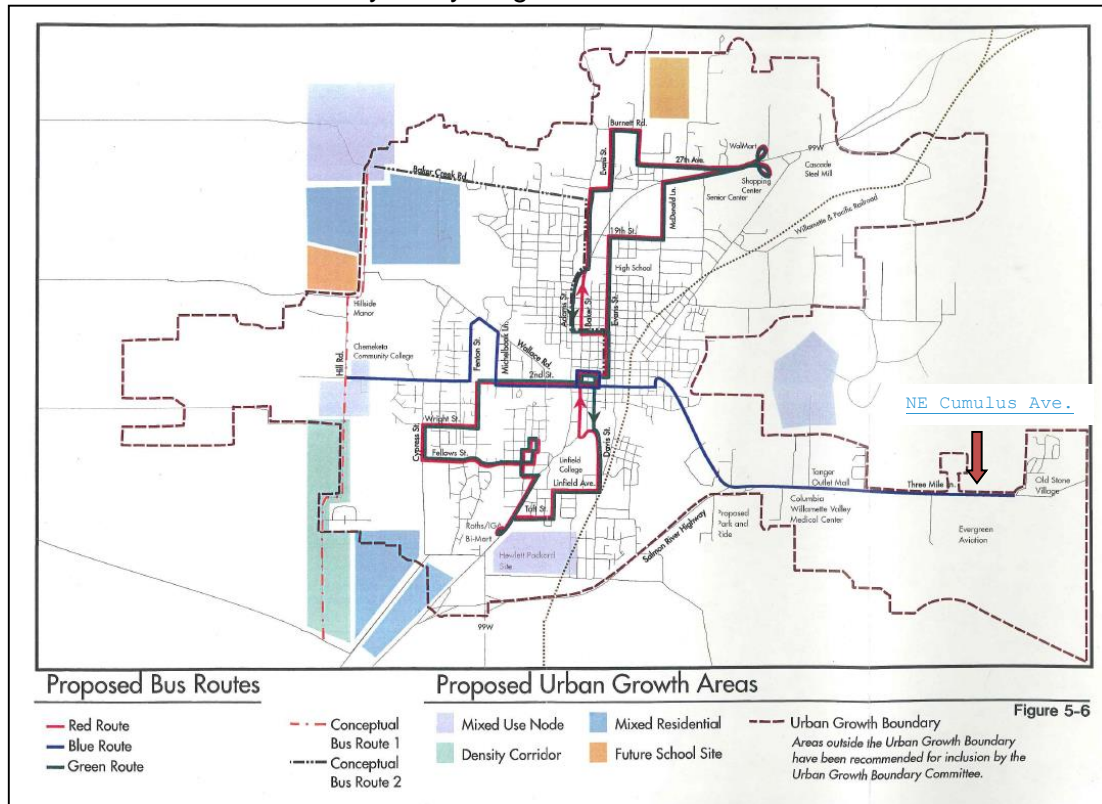 Burnett Rd.
WalMart
99W
27th Ave.
Cascade
Steel Mill
Evans St.
Shopping
Center
Baker Creek Rd.
Senior Center
McDonald Ln.
Willamette & Pacific Railroad
19th St.
High School
Hillside
Manor
Adams St.
Baker St.
Evans St.
Chemeketa
Community College
Hill Rd.
Fenton St.
Michelbook Ln.
Wallace Rd.
2nd St.
NE Cumulus Ave.
Wright St.
Cypress St.
Fellows St.
Linfield
College
Davis St.
Linfield Ave.
Tanger
Outlet Mall
Three Mile Ln.
Old Stone
Village
Columbia
Willamette Valley
Medical Center
Taft St.
Roths/IGA
Bi-Mart
Proposed
Park and
Ride
Evergreen
Aviation
Hewlett Packard
Site
Salmon River Highway
99W
Proposed Bus Routes
Red Route
Blue Route
Green Route
Conceptual
Bus Route 1
Conceptual
Bus Route 2
Proposed Urban Growth Areas
Figure 5-6
Mixed Use Node
Mixed Residential
Density Corridor
Future School Site
Urban Growth Boundary
Areas outside the Urban Growth Boundary
have been recommended for inclusion by the
Urban Growth Boundary Committee.